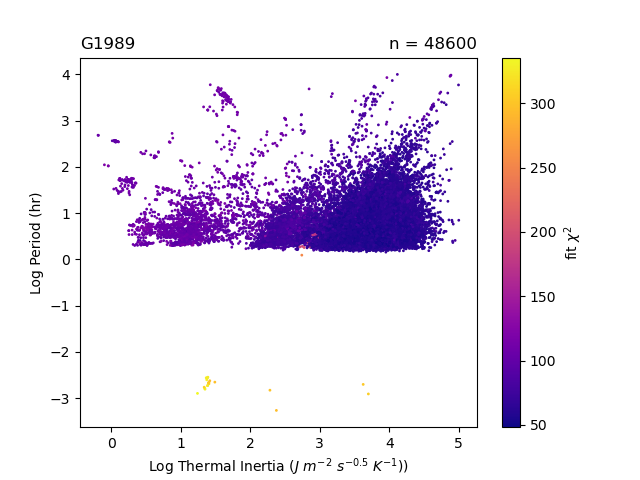 G1989
n = 48600
4
3
2
1
0
−1
−2
−3
Log Period (hr)
0 1 2 3 4 5
Log Thermal Inertia (J m⁻² s⁻⁰·⁵ K⁻¹))
300
250
200
150
100
50
fit χ²